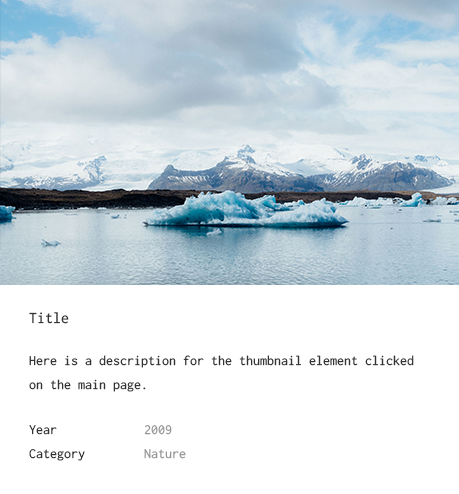 Title
Here is a description for the thumbnail element clicked
on the main page.
Year 2009
Category Nature